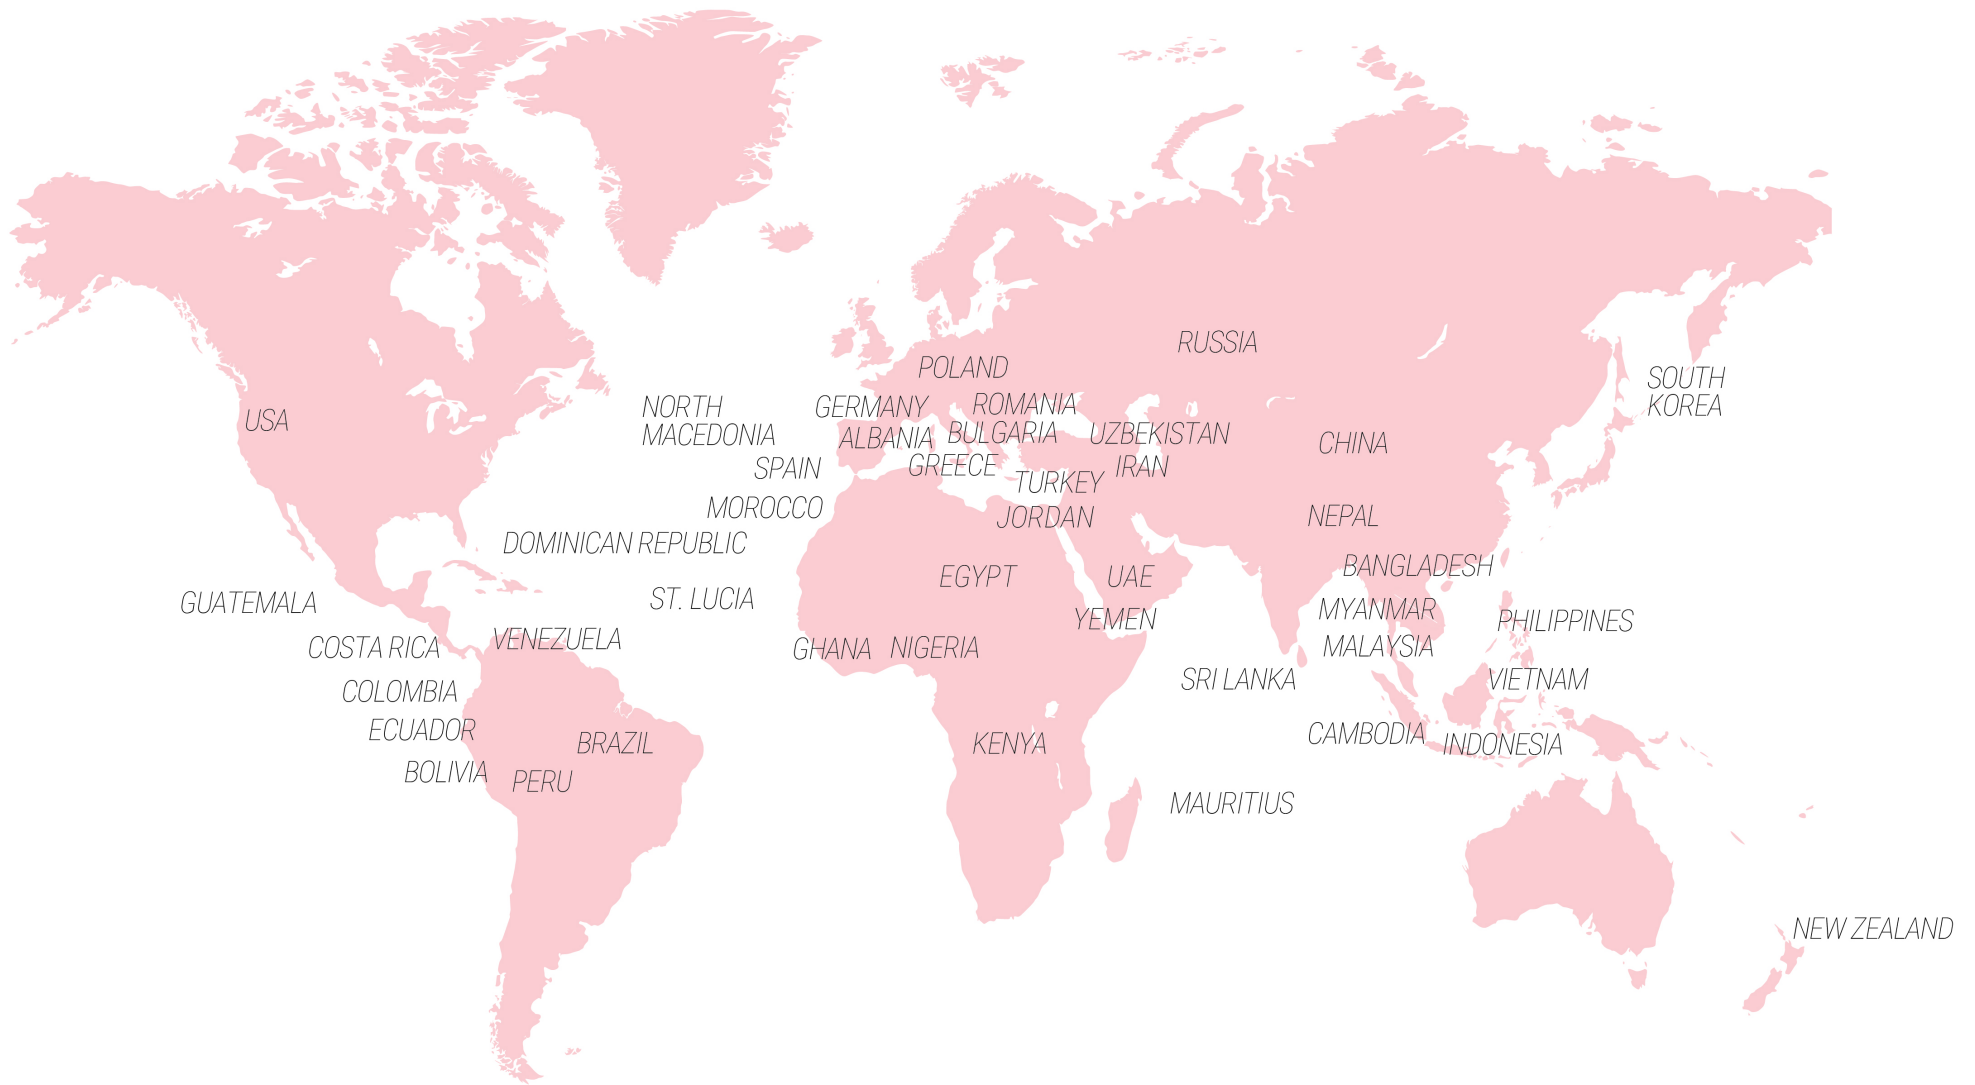 RUSSIA
POLAND
SOUTH
KOREA
NORTH
MACEDONIA
GERMANY
ROMANIA
USA
ALBANIA
BULGARIA
UZBEKISTAN
CHINA
SPAIN
GREECE
IRAN
TURKEY
MOROCCO
JORDAN
NEPAL
DOMINICAN REPUBLIC
BANGLADESH
EGYPT
UAE
GUATEMALA
ST. LUCIA
MYANMAR
YEMEN
PHILIPPINES
COSTA RICA
VENEZUELA
GHANA
NIGERIA
MALAYSIA
COLOMBIA
SRI LANKA
VIETNAM
ECUADOR
BRAZIL
KENYA
CAMBODIA
INDONESIA
BOLIVIA
PERU
MAURITIUS
NEW ZEALAND